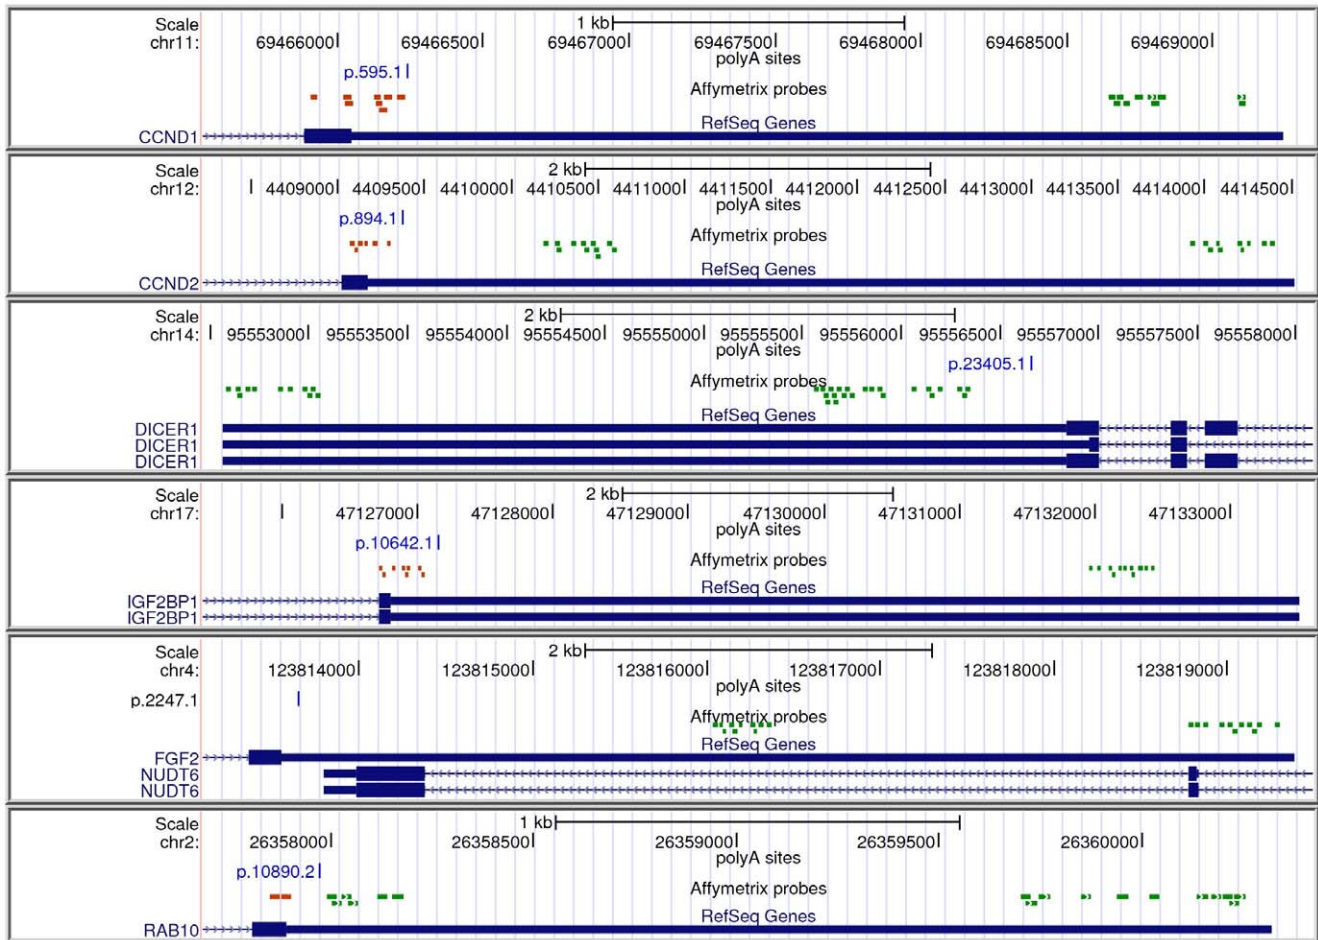 Scale 1 kb
chr11: 69466000 69466500 69467000 69467500 69468000 69468500 69469000
polyA sites
p.595.1
Affymetrix probes
RefSeq Genes
CCND1
Scale 2 kb
chr12: 4409000 4409500 4410000 4410500 4411000 4411500 4412000 4412500 4413000 4413500 4414000 4414500
polyA sites
p.894.1
Affymetrix probes
RefSeq Genes
CCND2
Scale 2 kb
chr14: 95553000 95553500 95554000 95554500 95555000 95555500 95556000 95556500 95557000 95557500 95558000
polyA sites
p.23405.1
Affymetrix probes
RefSeq Genes
DICER1
DICER1
DICER1
Scale 2 kb
chr17: 47127000 47128000 47129000 47130000 47131000 47132000 47133000
polyA sites
p.10642.1
Affymetrix probes
RefSeq Genes
IGF2BP1
IGF2BP1
Scale 2 kb
chr4: 123814000 123815000 123816000 123817000 123818000 123819000
polyA sites
p.2247.1
Affymetrix probes
RefSeq Genes
FGF2
NUDT6
NUDT6
Scale 1 kb
chr2: 26358000 26358500 26359000 26359500 26360000
polyA sites
p.10890.2
Affymetrix probes
RefSeq Genes
RAB10